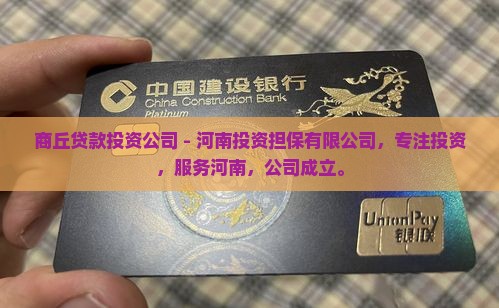 中国建设银行
China Construction Bank
Platinum
商丘贷款投资公司 - 河南投资担保有限公司，专注投资
，服务河南，公司成立。
UnionPay
银联